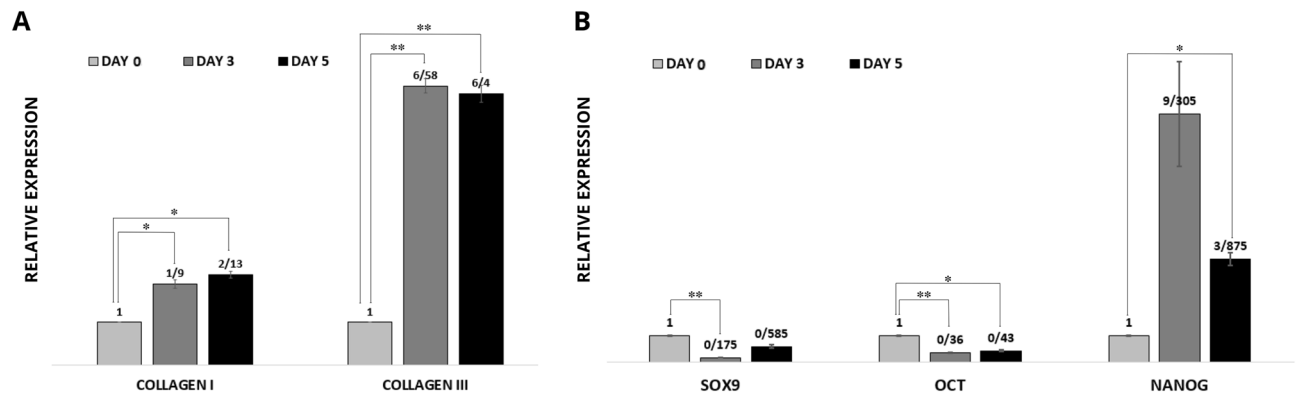 A
DAY 0 DAY 3 DAY 5
RELATIVE EXPRESSION
**
**
6/58
6/4
*
*
1/9
2/13
1
1
COLLAGEN I COLLAGEN III
B
DAY 0 DAY 3 DAY 5
RELATIVE EXPRESSION
*
9/305
3/875
**
*
**
1
0/175
0/585
1
0/36
0/43
1
SOX9 OCT NANOG